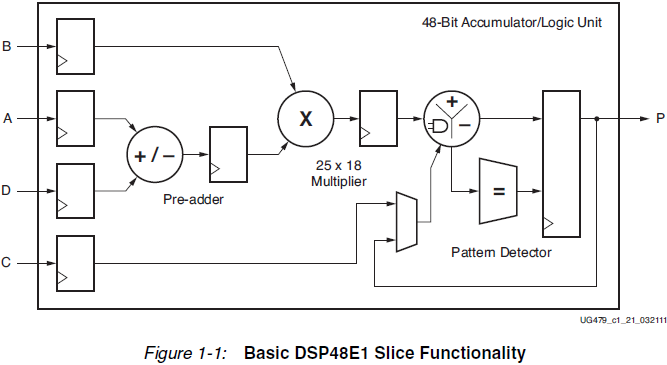 48-Bit Accumulator/Logic Unit
B
A
X
+
–
P
+ / –
25 x 18
Multiplier
D
Pre-adder
=
C
Pattern Detector
UG479_c1_21_032111
Figure 1-1: Basic DSP48E1 Slice Functionality